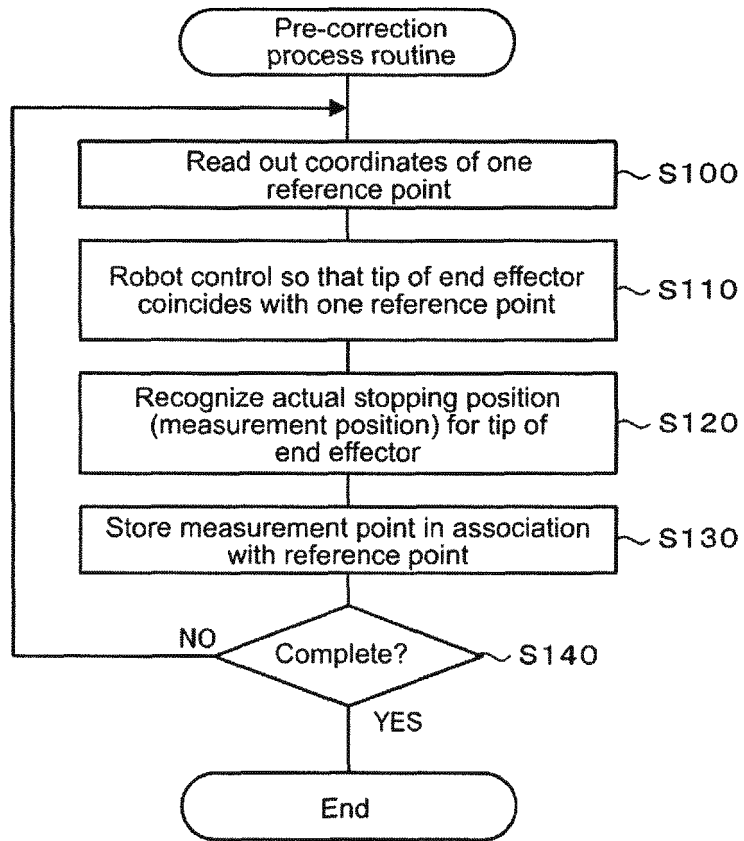 Pre-correction
process routine
Read out coordinates of one
reference point
S100
Robot control so that tip of end effector
coincides with one reference point
S110
Recognize actual stopping position
(measurement position) for tip of
end effector
S120
Store measurement point in association
with reference point
S130
NO
Complete?
S140
YES
End